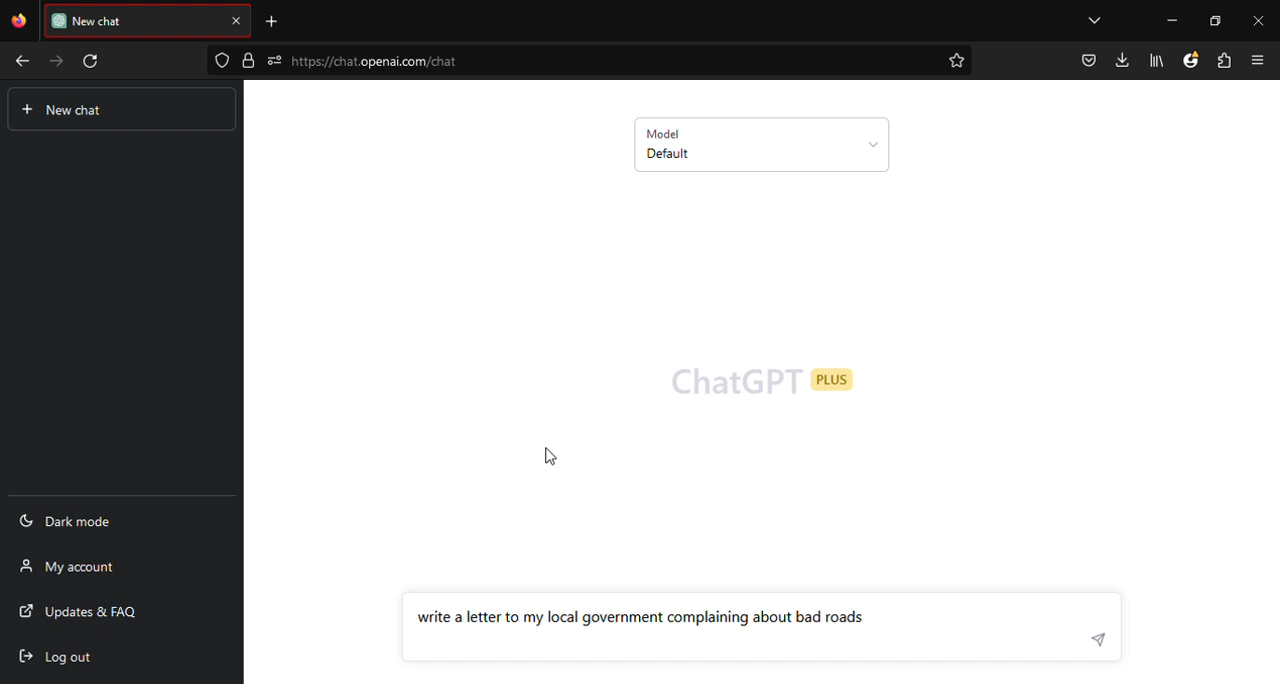 New chat
https://chat.openai.com/chat
New chat
Model
Default
ChatGPT PLUS
Dark mode
My account
Updates & FAQ
Log out
write a letter to my local government complaining about bad roads